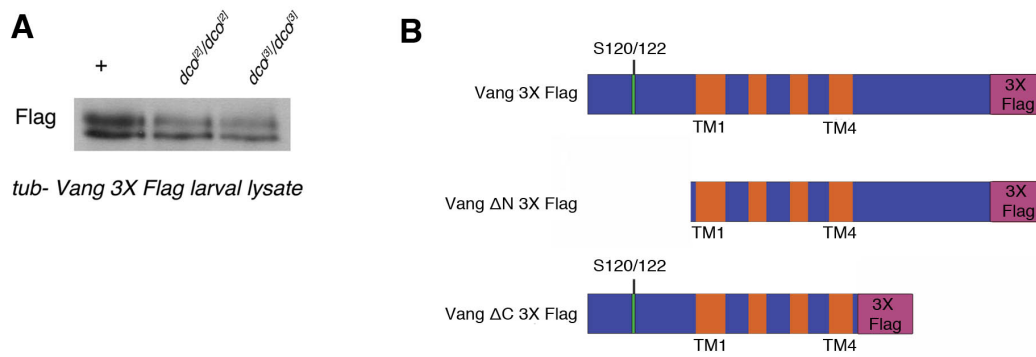 A
+
dco[2]/dco[2]
dco[3]/dco[3]
Flag
tub- Vang 3X Flag larval lysate
B
S120/122
Vang 3X Flag
3X
Flag
TM1
TM4
Vang ΔN 3X Flag
3X
Flag
TM1
TM4
S120/122
Vang ΔC 3X Flag
3X
Flag
TM1
TM4